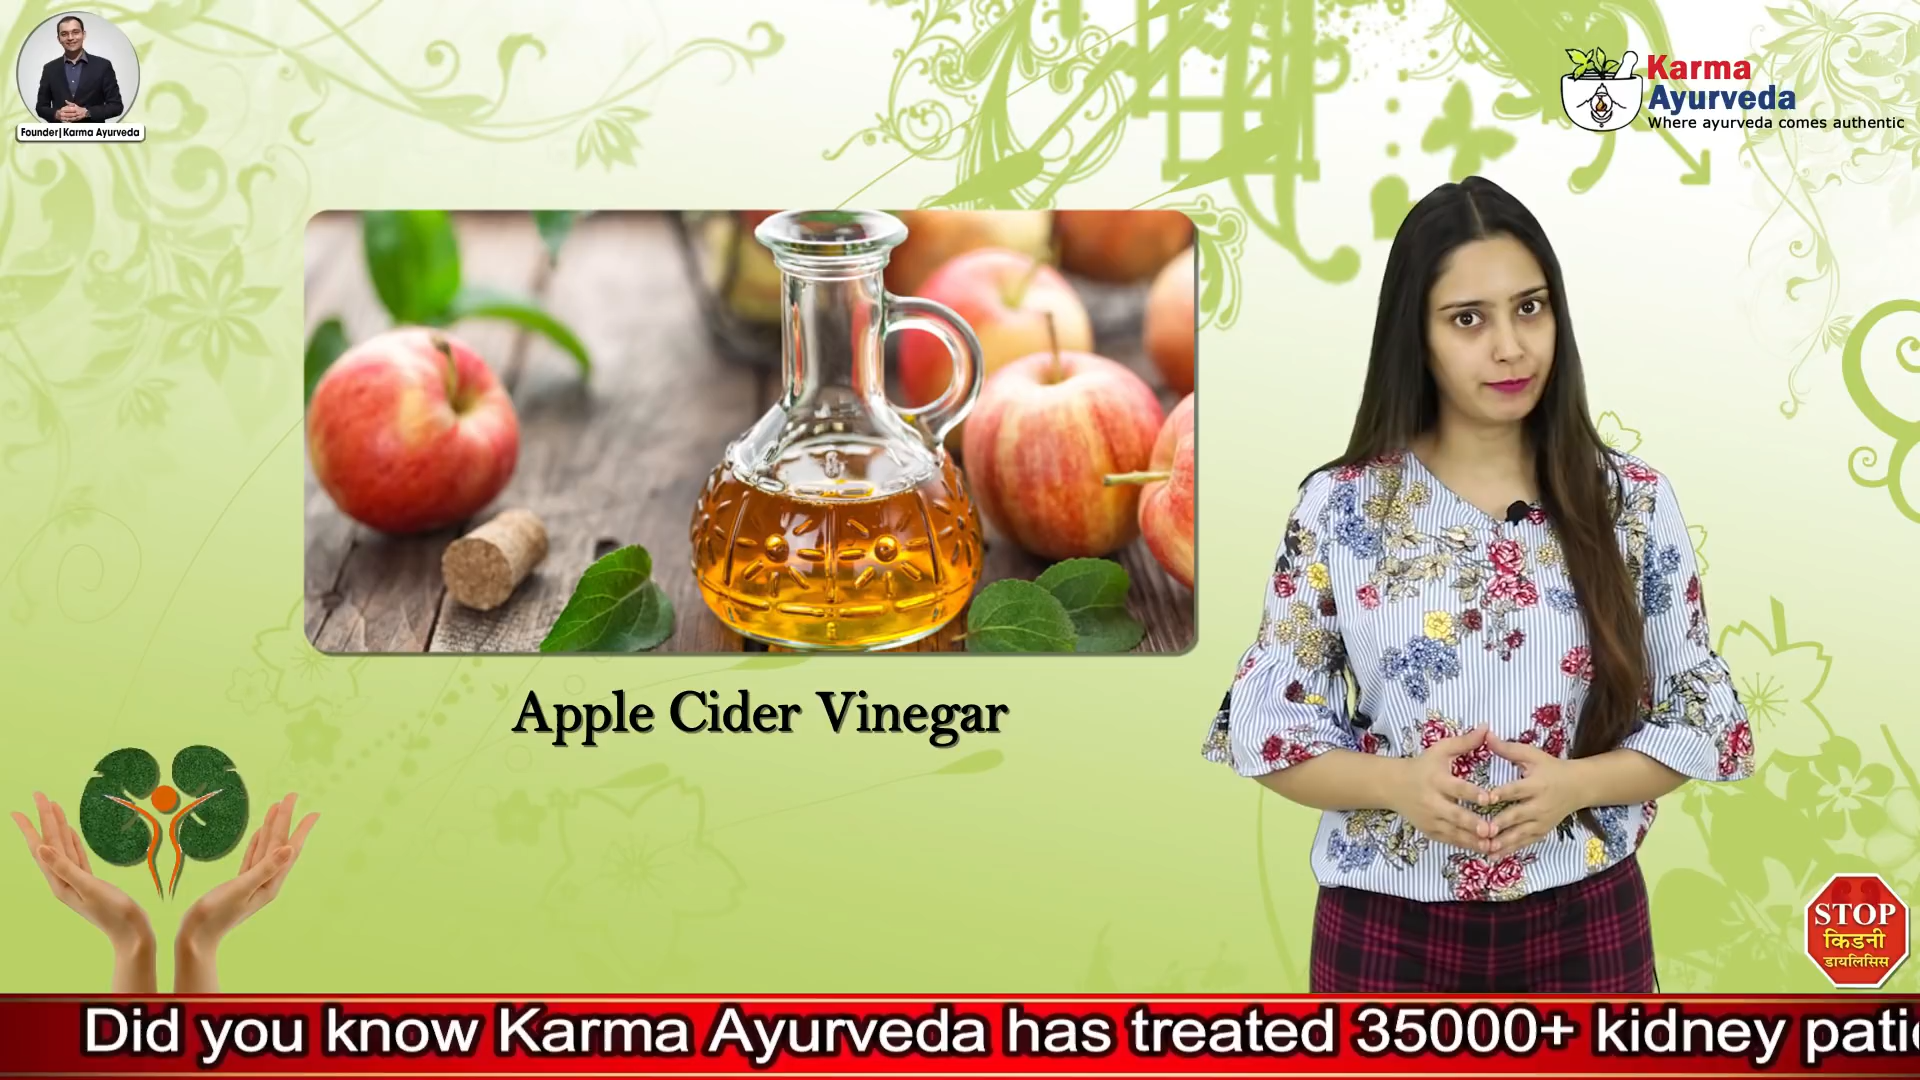 Founder|Karma Ayurveda
Karma
Ayurveda
Where ayurveda comes authentic
Apple Cider Vinegar
STOP
किडनी
डायलिसिस
Did you know Karma Ayurveda has treated 35000+ kidney